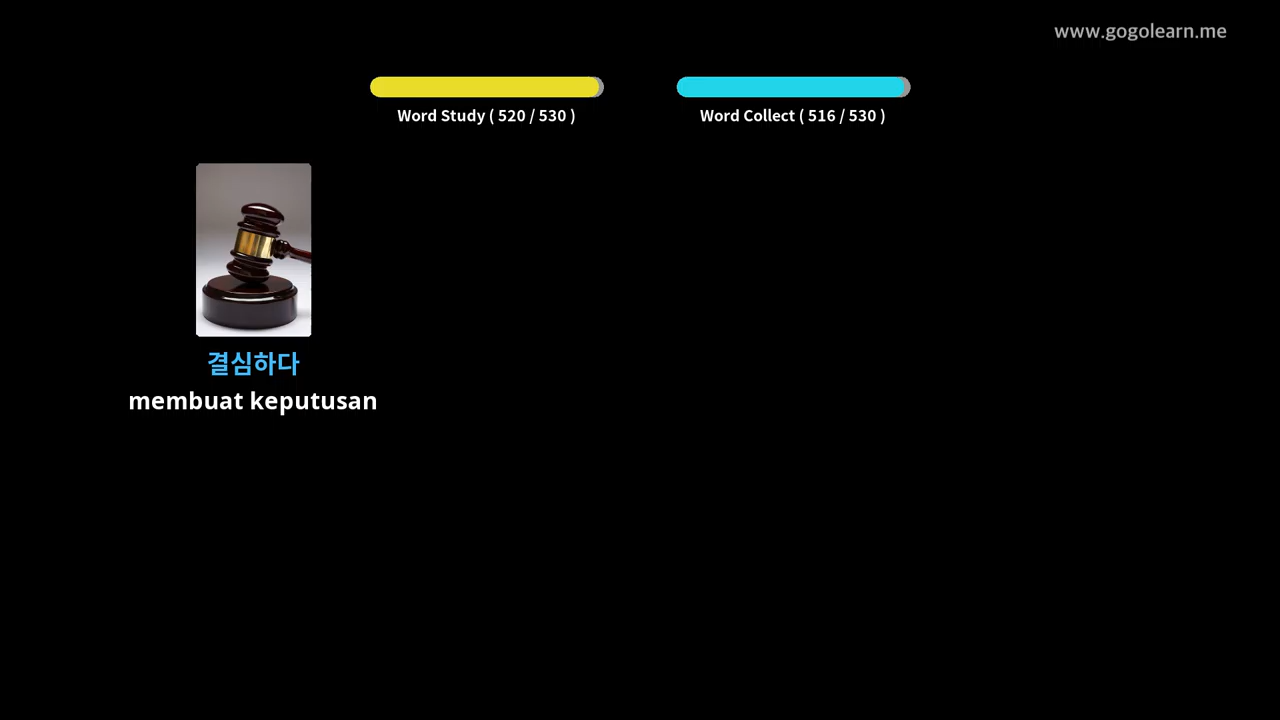 www.gogolearn.me
Word Study ( 520 / 530 )
Word Collect ( 516 / 530 )
결심하다
membuat keputusan